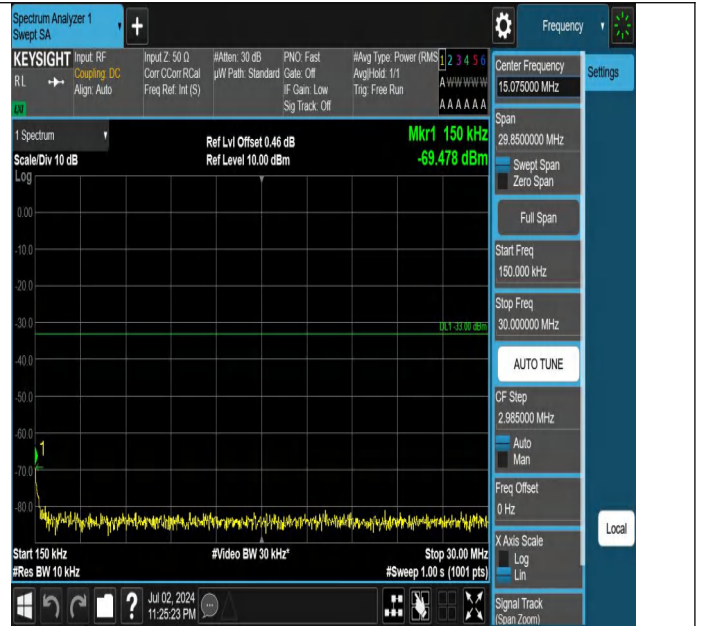 Spectrum Analyzer 1
Swept SA
+
Frequency
KEYSIGHT
RL
LXI
Input: RF
Coupling: DC
Align: Auto
Input Z: 50 Ω
Corr CCorr RCal
Freq Ref: Int (S)
#Atten: 30 dB
µW Path: Standard
PNO: Fast
Gate: Off
IF Gain: Low
Sig Track: Off
#Avg Type: Power (RMS
Avg|Hold: 1/1
Trig: Free Run
1 2 3 4 5 6
A W W W W W
A A A A A A
1 Spectrum
Scale/Div 10 dB
Log
Ref Lvl Offset 0.46 dB
Ref Level 10.00 dBm
Mkr1 150 kHz
-69.478 dBm
0.00
-10.0
-20.0
-30.0
DL1 -33.00 dBm
-40.0
-50.0
-60.0
1
-70.0
-80.0
Start 150 kHz
#Res BW 10 kHz
#Video BW 30 kHz*
Stop 30.00 MHz
#Sweep 1.00 s (1001 pts)
Center Frequency
15.075000 MHz
Settings
Span
29.8500000 MHz
Swept Span
Zero Span
Full Span
Start Freq
150.000 kHz
Stop Freq
30.000000 MHz
AUTO TUNE
CF Step
2.985000 MHz
Auto
Man
Freq Offset
0 Hz
X Axis Scale
Log
Lin
Local
Signal Track
(Span Zoom)
?
Jul 02, 2024
11:25:23 PM